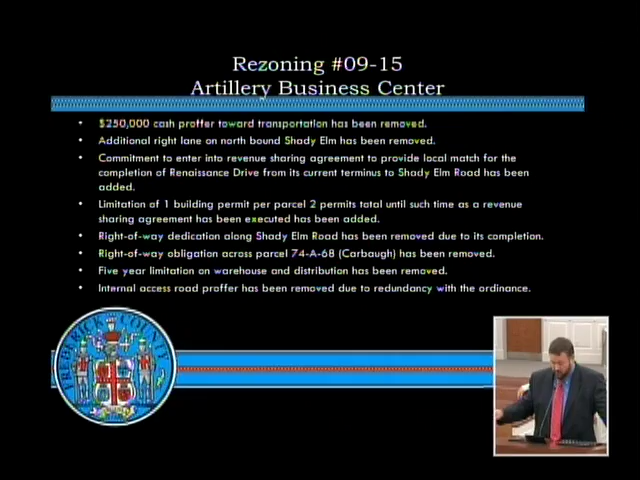 Rezoning #09-15
Artillery Business Center
• $250,000 cash proffer toward transportation has been removed.
• Additional right lane on north bound Shady Elm has been removed.
• Commitment to enter into revenue sharing agreement to provide local match for the
completion of Renaissance Drive from its current terminus to Shady Elm Road has been
added.
• Limitation of 1 building permit per parcel 2 permits total until such time as a revenue
sharing agreement has been executed has been added.
• Right-of-way dedication along Shady Elm Road has been removed due to its completion.
• Right-of-way obligation across parcel 74-A-68 (Carbaugh) has been removed.
• Five year limitation on warehouse and distribution has been removed.
• Internal access road proffer has been removed due to redundancy with the ordinance.
FREDERICK COUNTY